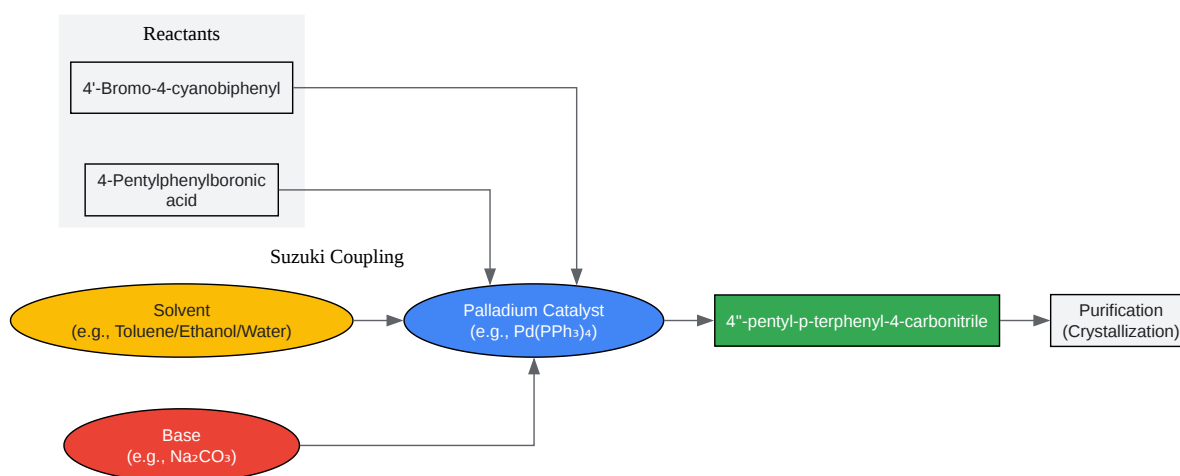 Reactants
4'-Bromo-4-cyanobiphenyl
4-Pentylphenylboronic
acid
Suzuki Coupling
Solvent
(e.g., Toluene/Ethanol/Water)
Palladium Catalyst
(e.g., Pd(PPh₃)₄)
4''-pentyl-p-terphenyl-4-carbonitrile
Purification
(Crystallization)
Base
(e.g., Na₂CO₃)